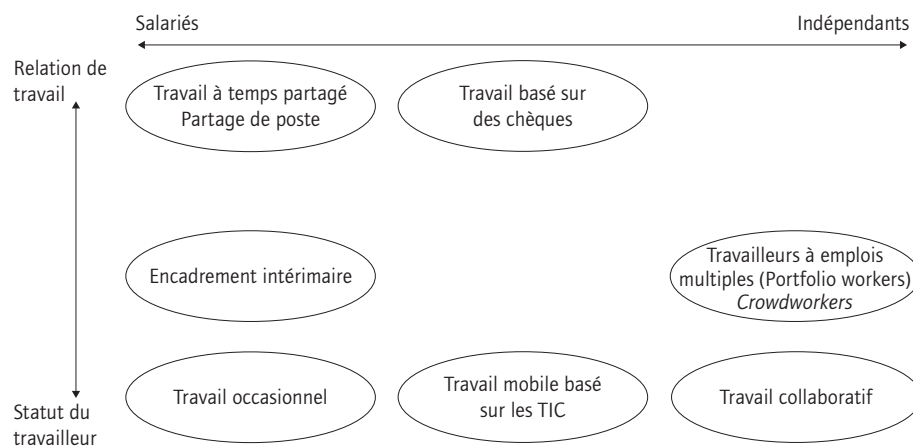 Salariés
Indépendants
Relation de
travail
Travail à temps partagé
Partage de poste
Travail basé sur
des chèques
Encadrement intérimaire
Travailleurs à emplois
multiples (Portfolio workers)
Crowdworkers
Travail occasionnel
Travail mobile basé
sur les TIC
Travail collaboratif
Statut du
travailleur